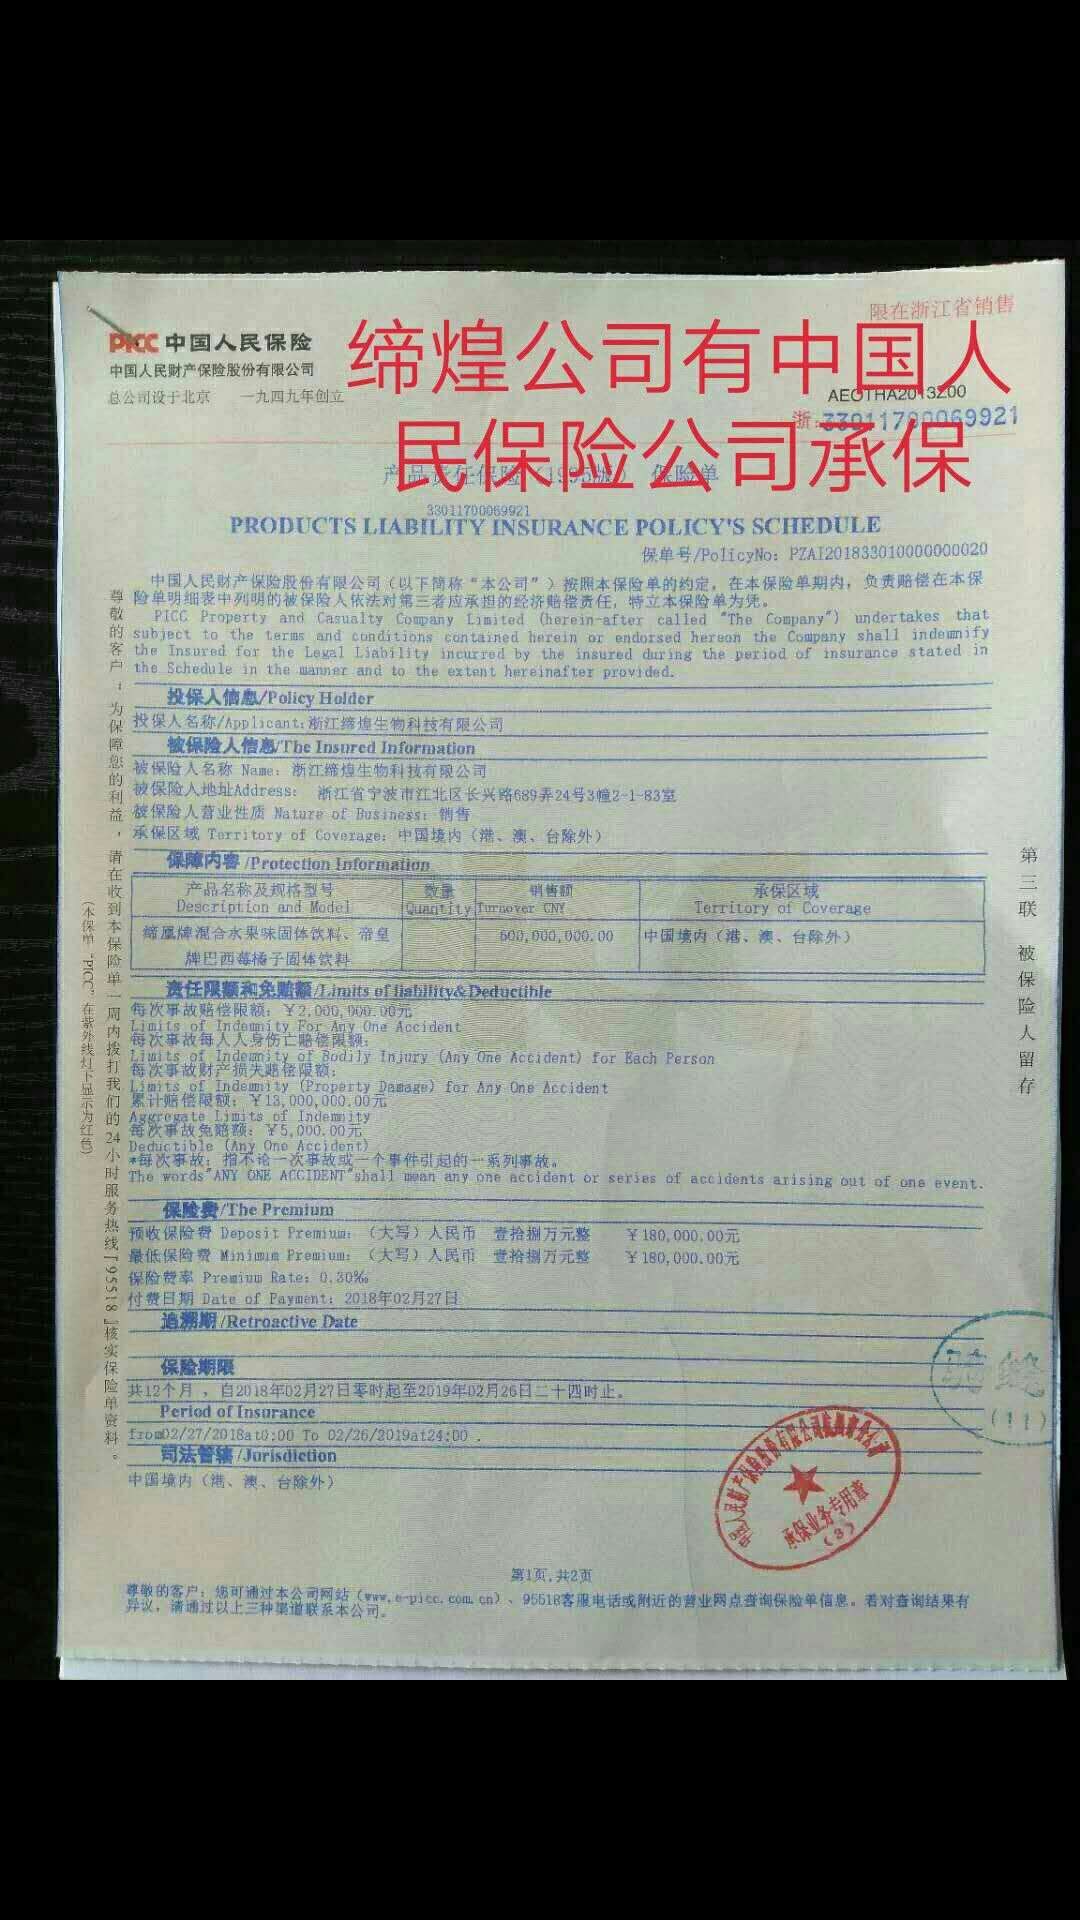 限在浙江省销售
PICC 中国人民保险
中国人民财产保险股份有限公司
总公司设于北京 一九四九年创立
缔煌公司有中国人
民保险公司承保
AEOTHA2013Z00
浙:33011700069921
产品责任保险(1995版) 保险单
33011700069921
PRODUCTS LIABILITY INSURANCE POLICY'S SCHEDULE
保单号/PolicyNo: PZAI201833010000000020
中国人民财产保险股份有限公司(以下简称“本公司”)按照本保险单的约定,在本保险单期内,负责赔偿在本保
险单明细表中列明的被保险人依法对第三者应承担的经济赔偿责任,特立本保险单为凭。
PICC Property and Casualty Company Limited (herein-after called "The Company") undertakes that
subject to the terms and conditions contained herein or endorsed hereon the Company shall indemnify
the Insured for the Legal Liability incurred by the insured during the period of insurance stated in
the Schedule in the manner and to the extent hereinafter provided.
投保人信息/Policy Holder
投保人名称/Applicant:浙江缔煌生物科技有限公司
被保险人信息/The Insured Information
被保险人名称 Name: 浙江缔煌生物科技有限公司
被保险人地址Address: 浙江省宁波市江北区长兴路689弄24号3幢2-1-83室
被保险人营业性质 Nature of Business: 销售
承保区域 Territory of Coverage: 中国境内(港、澳、台除外)
保障内容 /Protection Information
产品名称及规格型号 数量 销售额 承保区域
Description and Model Quantity Turnover CNY Territory of Coverage
缔凰牌混合水果味固体饮料、帝皇 600,000,000.00 中国境内(港、澳、台除外)
牌巴西莓橘子固体饮料
责任限额和免赔额/Limits of liability&Deductible
每次事故赔偿限额: ¥2,000,000.00元
Limits of Indemnity For Any One Accident
每次事故每人人身伤亡赔偿限额:
Limits of Indemnity of Bodily Injury (Any One Accident) for Each Person
每次事故财产损失赔偿限额:
Limits of Indemnity (Property Damage) for Any One Accident
累计赔偿限额: ¥13,000,000.00元
Aggregate Limits of Indemnity
每次事故免赔额: ¥5,000.00元
Deductible (Any One Accident)
*每次事故: 指不论一次事故或一个事件引起的一系列事故。
The words"ANY ONE ACCIDENT"shall mean any one accident or series of accidents arising out of one event.
保险费/The Premium
预收保险费 Deposit Premium: (大写)人民币 壹拾捌万元整 ¥180,000.00元
最低保险费 Minimum Premium: (大写)人民币 壹拾捌万元整 ¥180,000.00元
保险费率 Premium Rate: 0.30‰
付费日期 Date of Payment: 2018年02月27日
追溯期/Retroactive Date
保险期限
共12个月 , 自2018年02月27日零时起至2019年02月26日二十四时止。
Period of Insurance
from02/27/2018at0:00 To 02/26/2019at24:00 .
司法管辖/Jorisdiction
中国境内(港、澳、台除外)
骑缝
(11)
承保业务专用章
(3)
第1页,共2页
尊敬的客户: 您可通过本公司网站(www.e-picc.com.cn)、95518客服电话或附近的营业网点查询保险单信息。若对查询结果有
异议, 请通过以上三种渠道联系本公司。
尊敬的客户:为保障您的利益,请在收到本保险单一周内拨打我们的24小时服务热线『95518』核实保险单资料。
(本保单“PICC”在紫外线灯下显示为红色)
第三联 被保险人留存